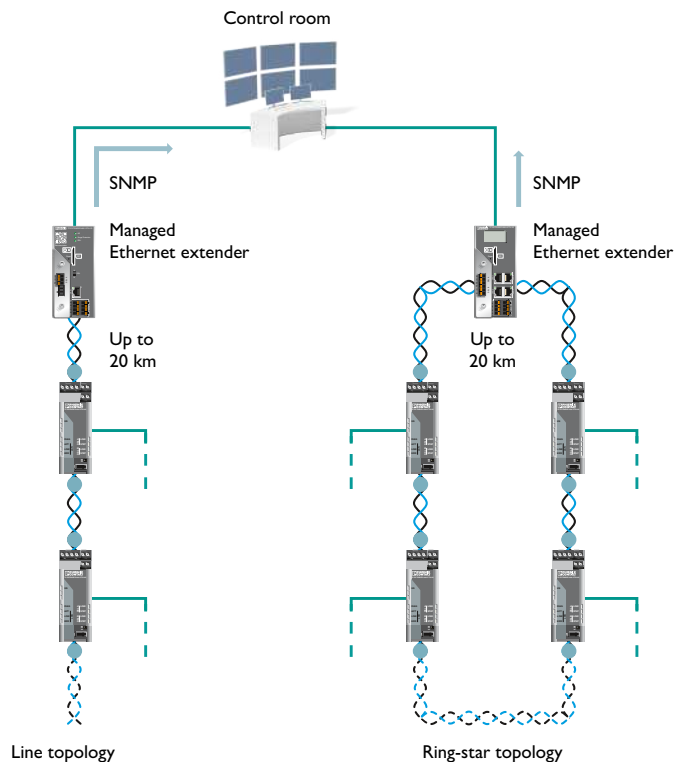 Control room
SNMP
SNMP
Managed
Ethernet extender
Managed
Ethernet extender
Up to
20 km
Up to
20 km
Line topology
Ring-star topology